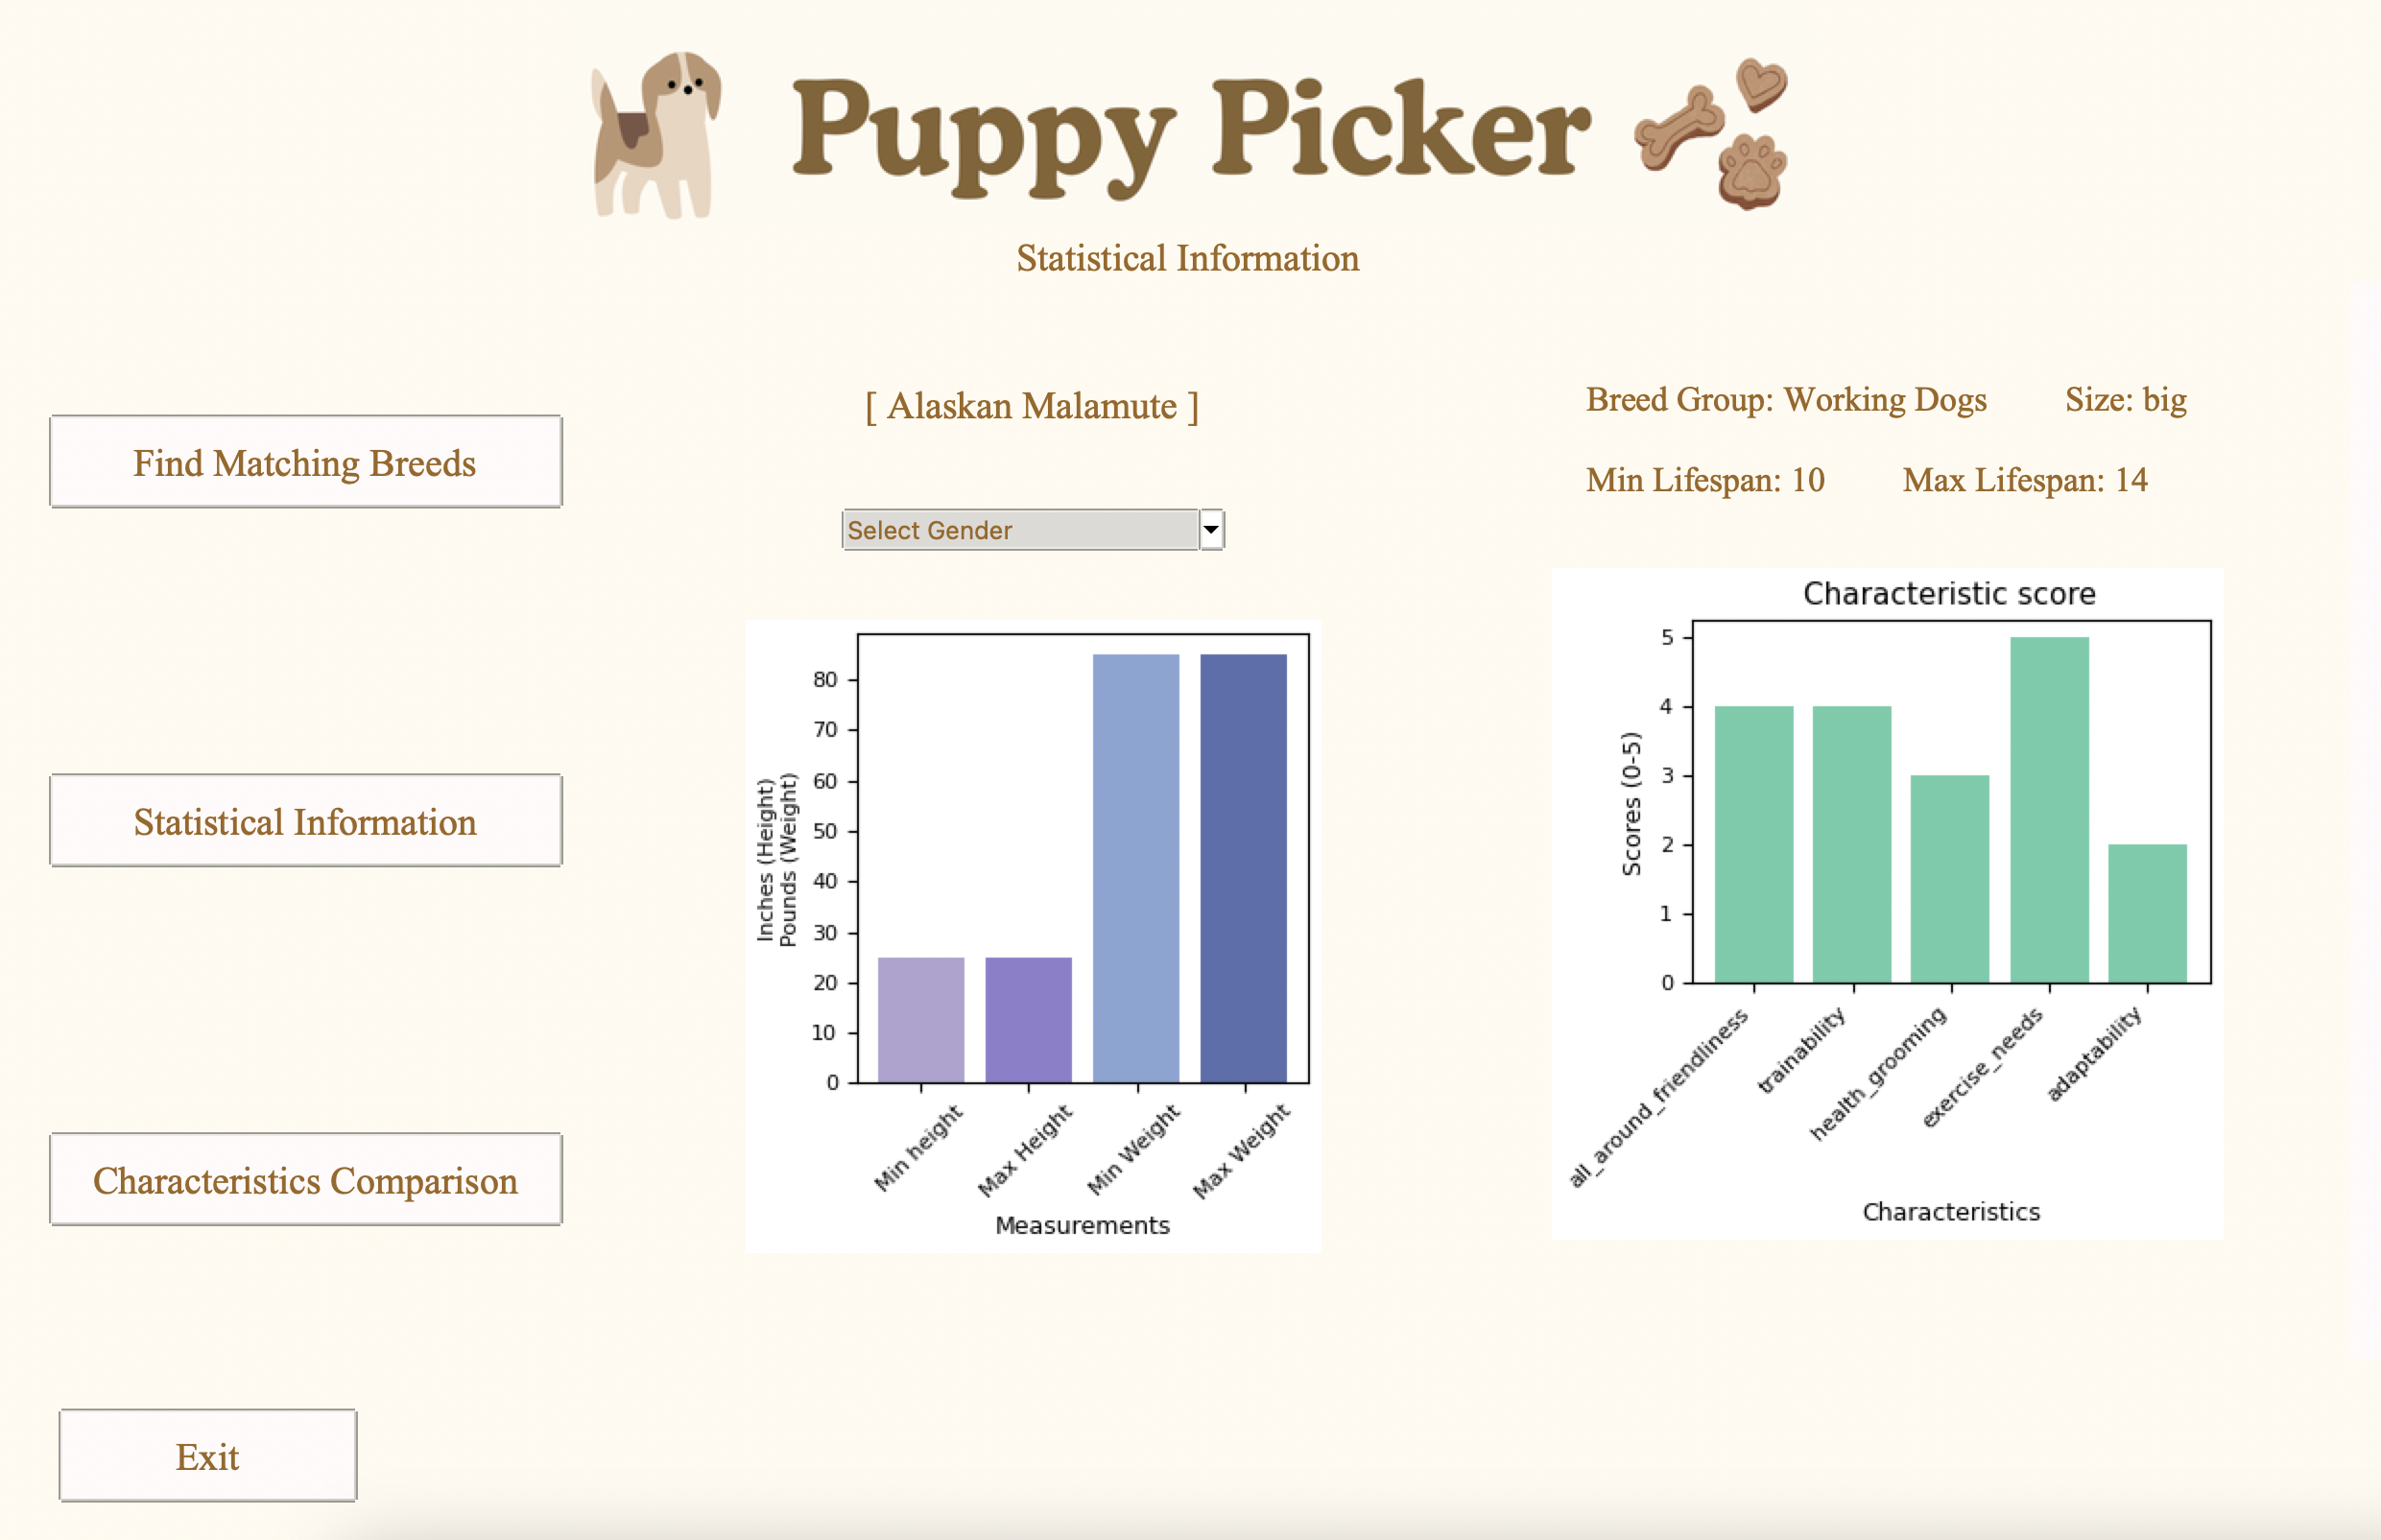 Puppy Picker
Statistical Information
Find Matching Breeds
Statistical Information
Characteristics Comparison
Exit
[ Alaskan Malamute ]
Select Gender
Inches (Height)
Pounds (Weight)
80
70
60
50
40
30
20
10
0
Min height
Max Height
Min Weight
Max Weight
Measurements
Breed Group: Working Dogs Size: big
Min Lifespan: 10 Max Lifespan: 14
Characteristic score
Scores (0-5)
5
4
3
2
1
0
all_around_friendliness
trainability
health_grooming
exercise_needs
adaptability
Characteristics